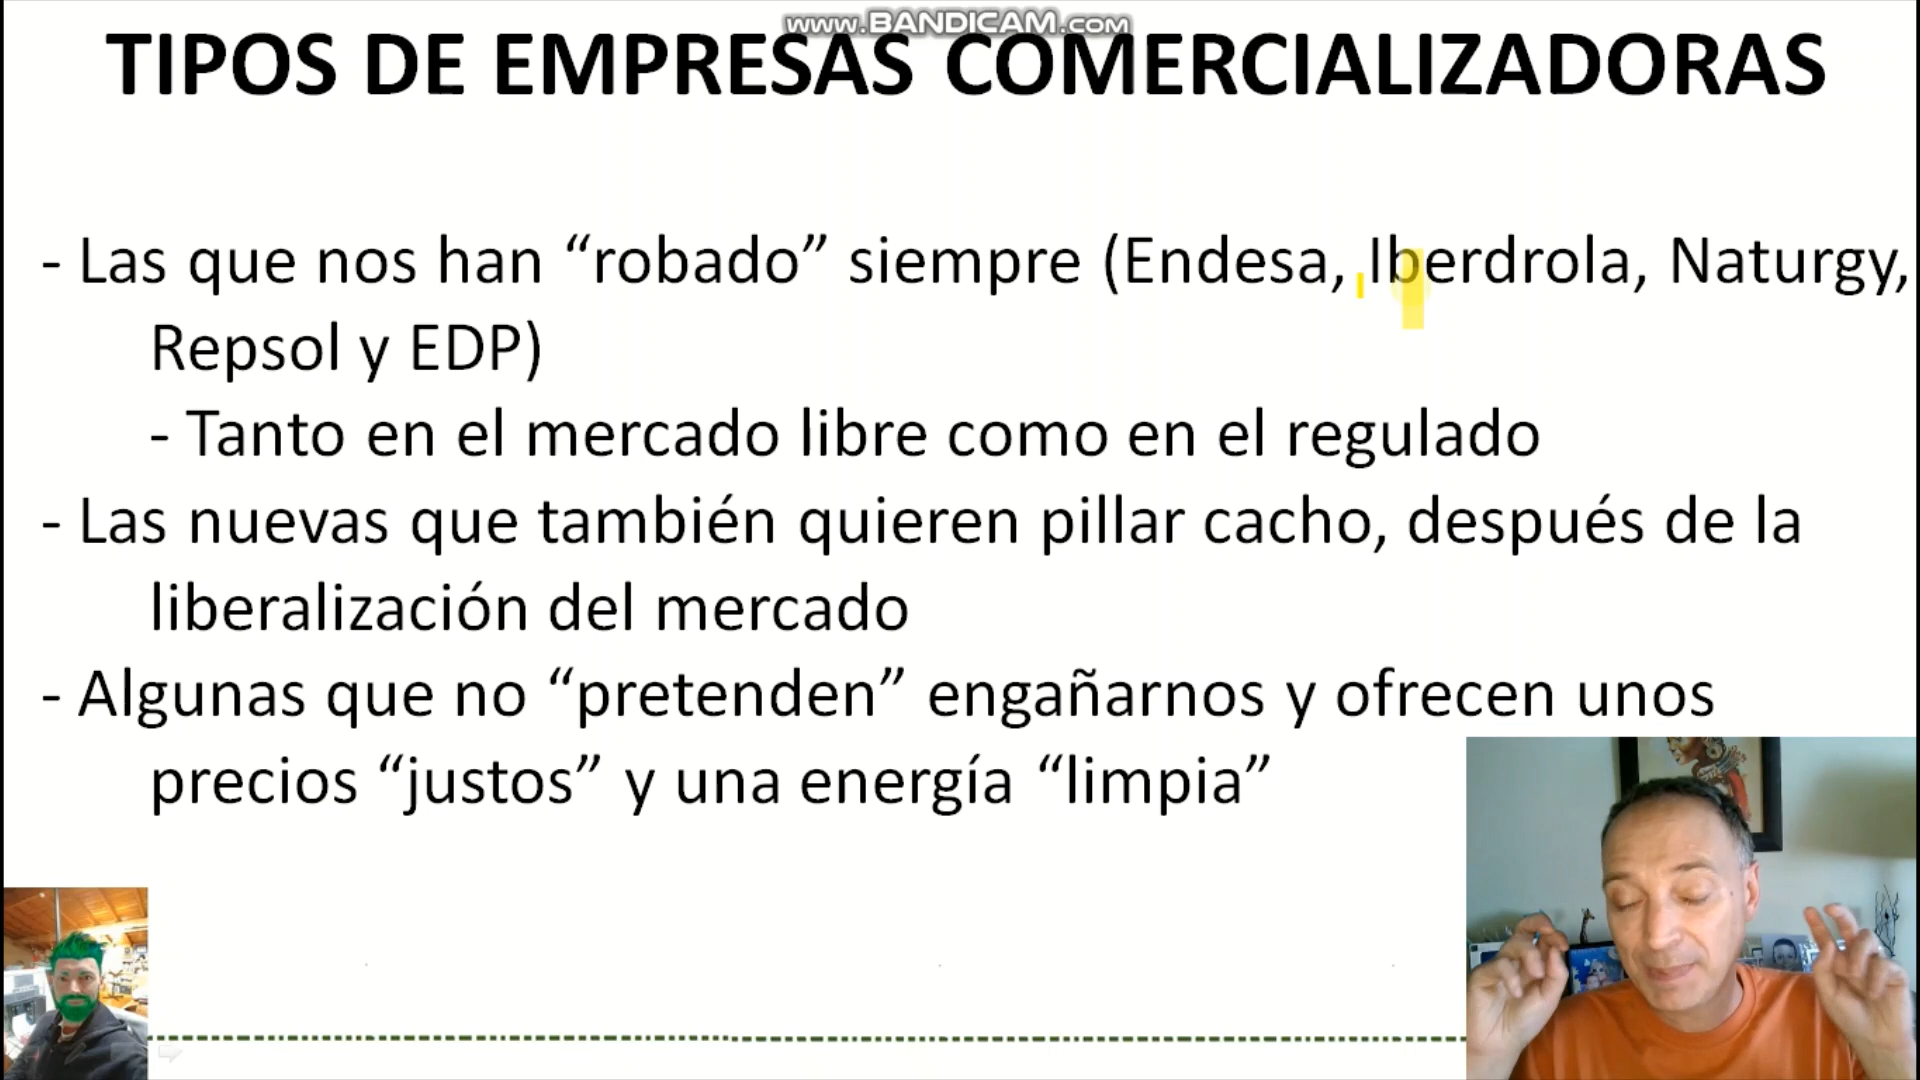 www.BANDICAM.com
TIPOS DE EMPRESAS COMERCIALIZADORAS
- Las que nos han “robado” siempre (Endesa, Iberdrola, Naturgy,
Repsol y EDP)
- Tanto en el mercado libre como en el regulado
- Las nuevas que también quieren pillar cacho, después de la
liberalización del mercado
- Algunas que no “pretenden” engañarnos y ofrecen unos
precios “justos” y una energía “limpia”